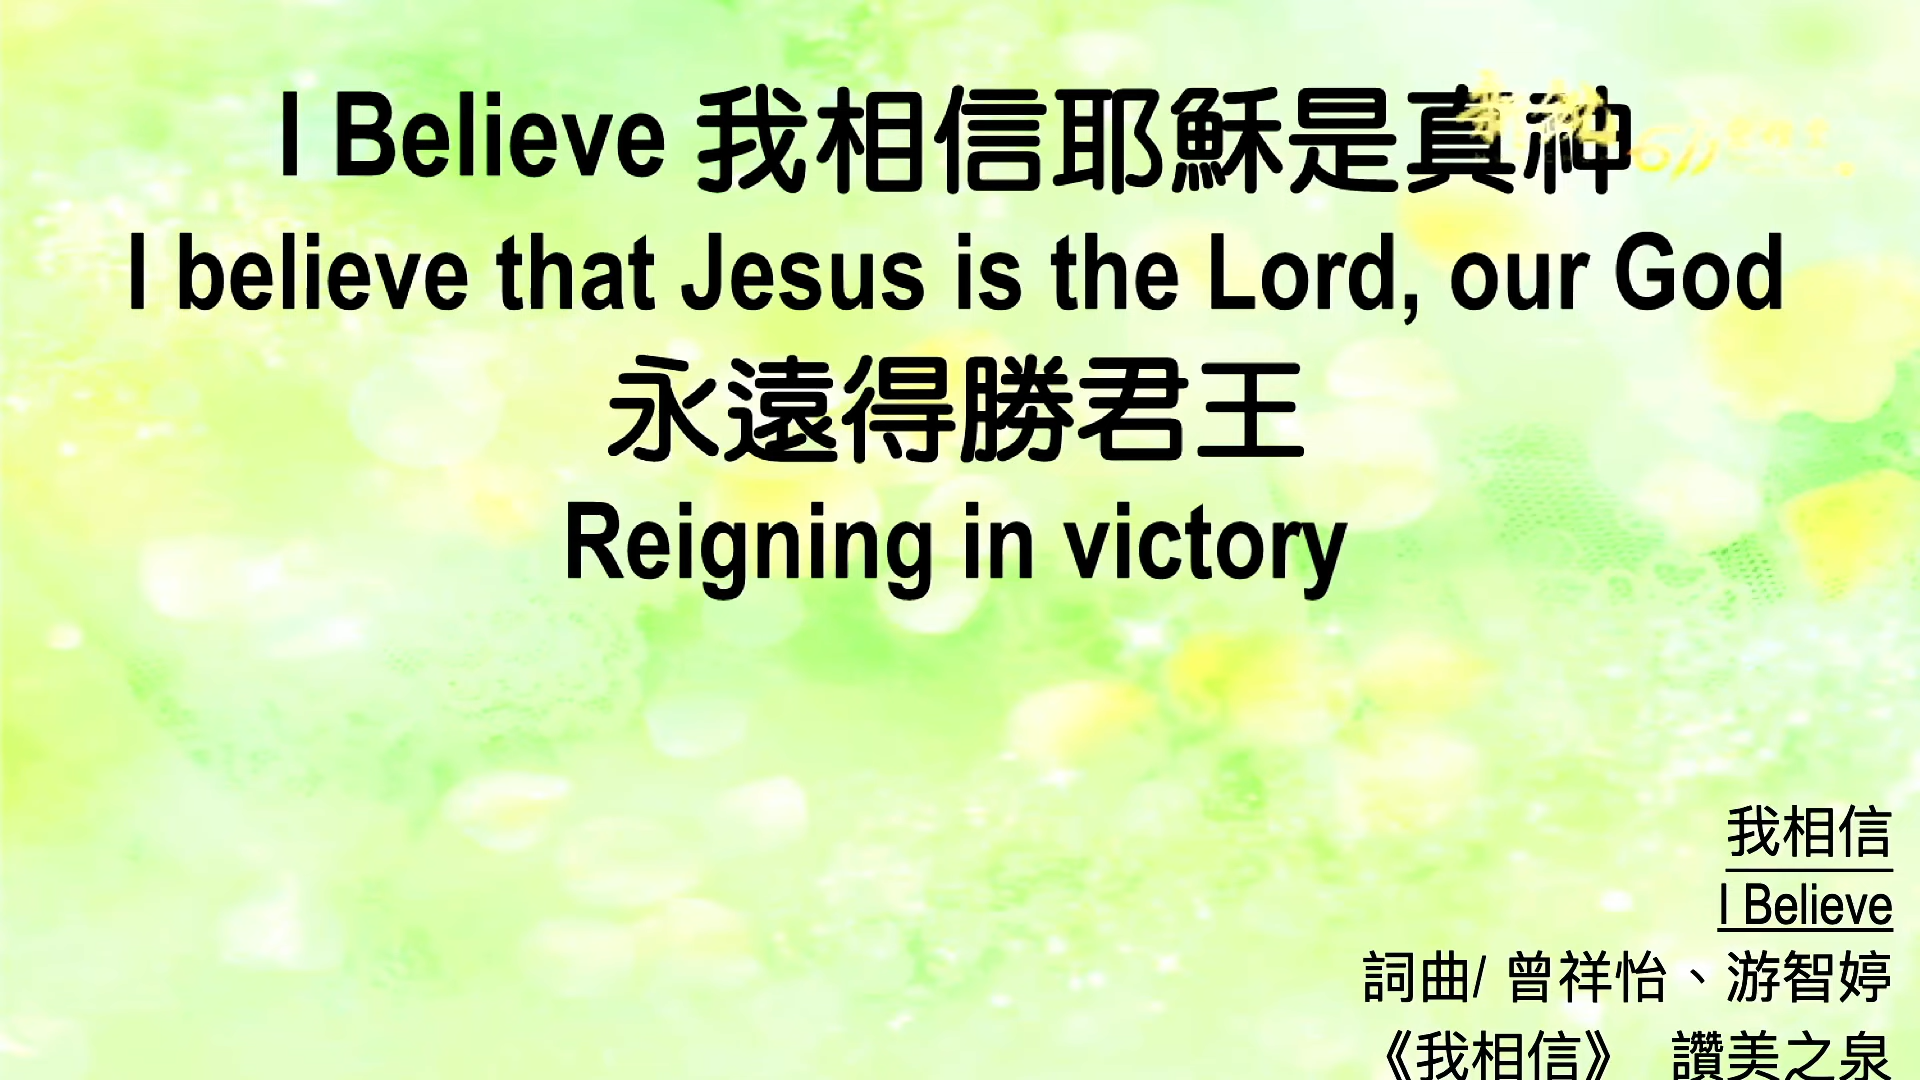 I Believe 我相信耶穌是真神
I believe that Jesus is the Lord, our God
永遠得勝君王
Reigning in victory
我相信
I Believe
詞曲/ 曾祥怡、游智婷
《我相信》 讚美之泉